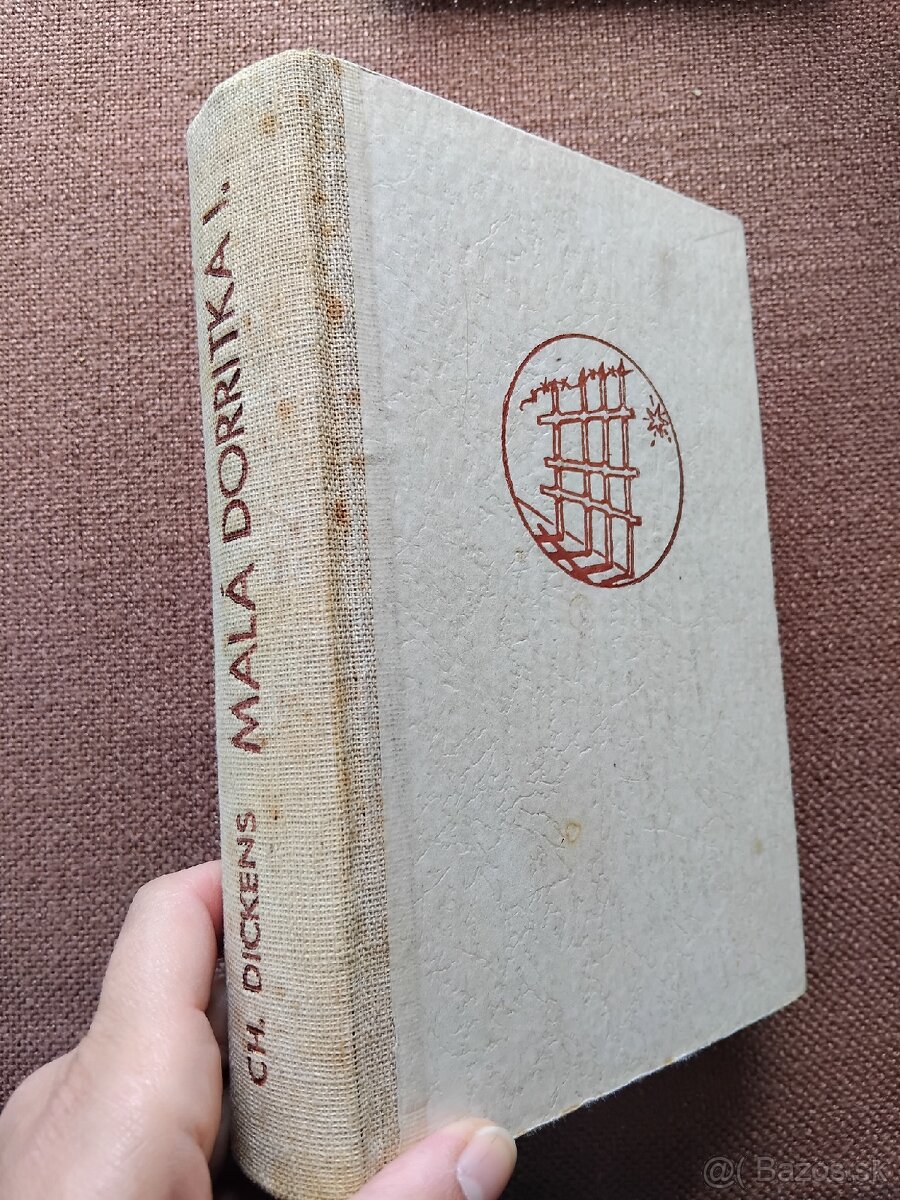 CH. DICKENS MALÁ DORRITKA I.
@( Bazos.sk